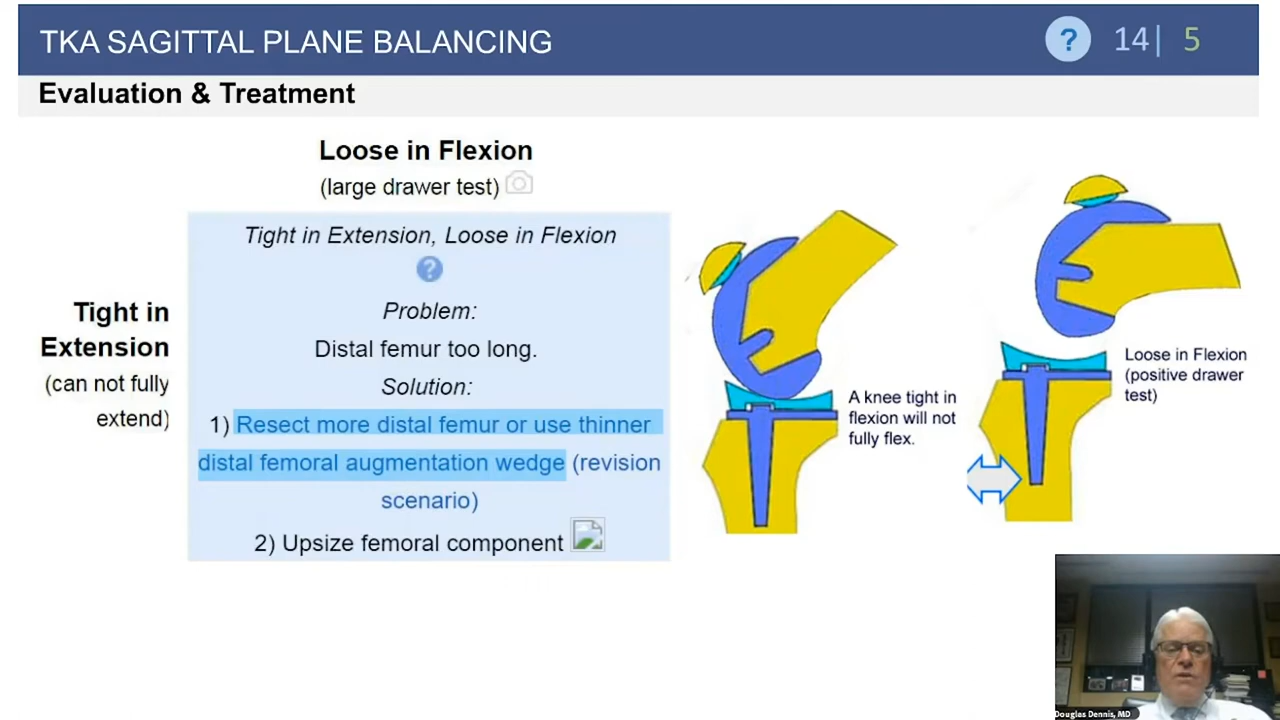 TKA SAGITTAL PLANE BALANCING
? 14| 5
Evaluation & Treatment
Loose in Flexion
(large drawer test)
Tight in Extension, Loose in Flexion
?
Problem:
Distal femur too long.
Solution:
1) Resect more distal femur or use thinner
distal femoral augmentation wedge (revision
scenario)
2) Upsize femoral component
Tight in
Extension
(can not fully
extend)
A knee tight in
flexion will not
fully flex.
Loose in Flexion
(positive drawer
test)
Douglas Dennis, MD